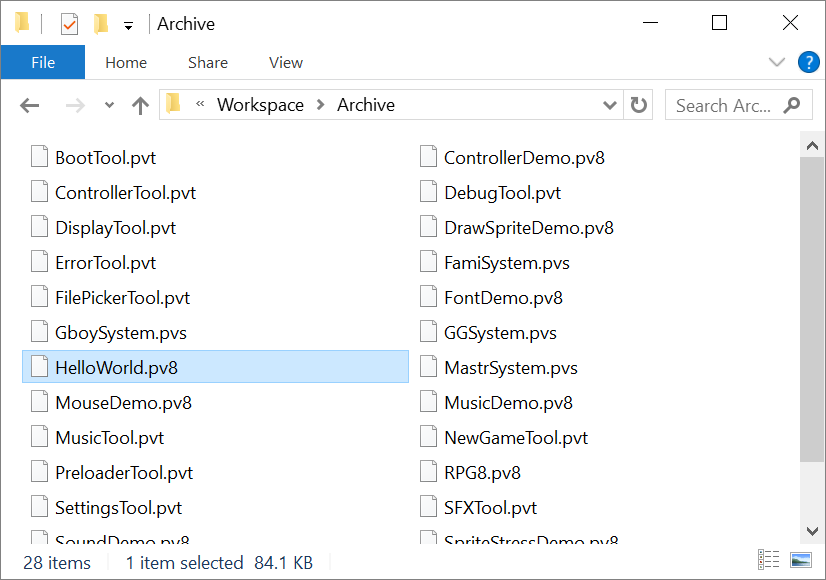 Archive
File Home Share View ?
« Workspace > Archive Search Arc...
BootTool.pvt ControllerDemo.pv8
ControllerTool.pvt DebugTool.pvt
DisplayTool.pvt DrawSpriteDemo.pv8
ErrorTool.pvt FamiSystem.pvs
FilePickerTool.pvt FontDemo.pv8
GboySystem.pvs GGSystem.pvs
HelloWorld.pv8 MastrSystem.pvs
MouseDemo.pv8 MusicDemo.pv8
MusicTool.pvt NewGameTool.pvt
PreloaderTool.pvt RPG8.pv8
SettingsTool.pvt SFXTool.pvt
SoundDemo.pv8 SpriteStressDemo.pv8
28 items 1 item selected 84.1 KB